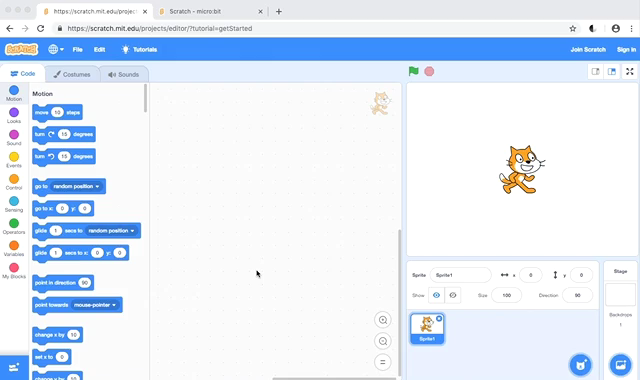 https://scratch.mit.edu/projec
Scratch - micro:bit
https://scratch.mit.edu/projects/editor/?tutorial=getStarted
SCRATCH
File
Edit
Tutorials
Join Scratch
Sign In
Code
Costumes
Sounds
Motion
Looks
Sound
Events
Control
Sensing
Operators
Variables
My Blocks
Motion
move 10 steps
turn 15 degrees
turn 15 degrees
go to random position
go to x: 0 y: 0
glide 1 secs to random position
glide 1 secs to x: 0 y: 0
point in direction 90
point towards mouse-pointer
change x by 10
set x to 0
change y by 10
Sprite Sprite1 x 0 y 0
Show Size 100 Direction 90
Sprite1
Stage
Backdrops
1